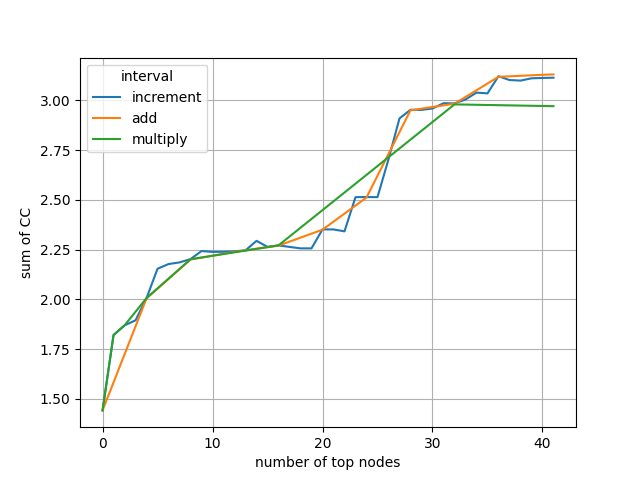 interval
increment
add
multiply
sum of CC
3.00
2.75
2.50
2.25
2.00
1.75
1.50
0 10 20 30 40
number of top nodes